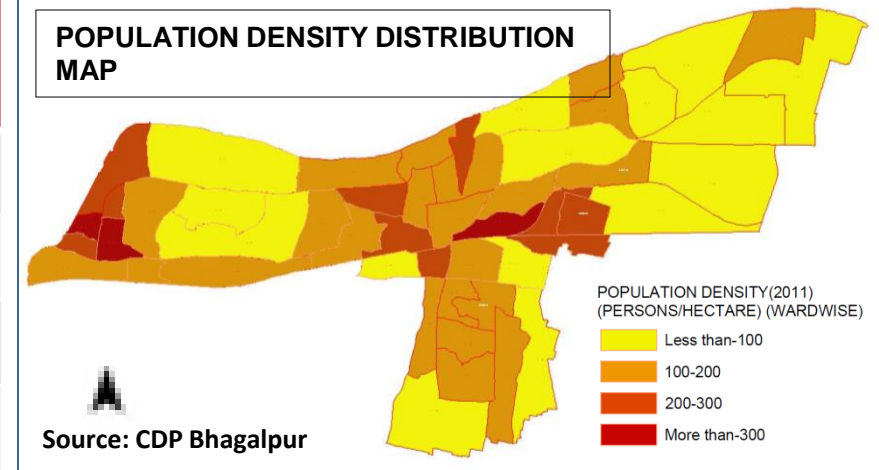 POPULATION DENSITY DISTRIBUTION
MAP
POPULATION DENSITY(2011)
(PERSONS/HECTARE) (WARDWISE)
Less than-100
100-200
200-300
More than-300
Source: CDP Bhagalpur